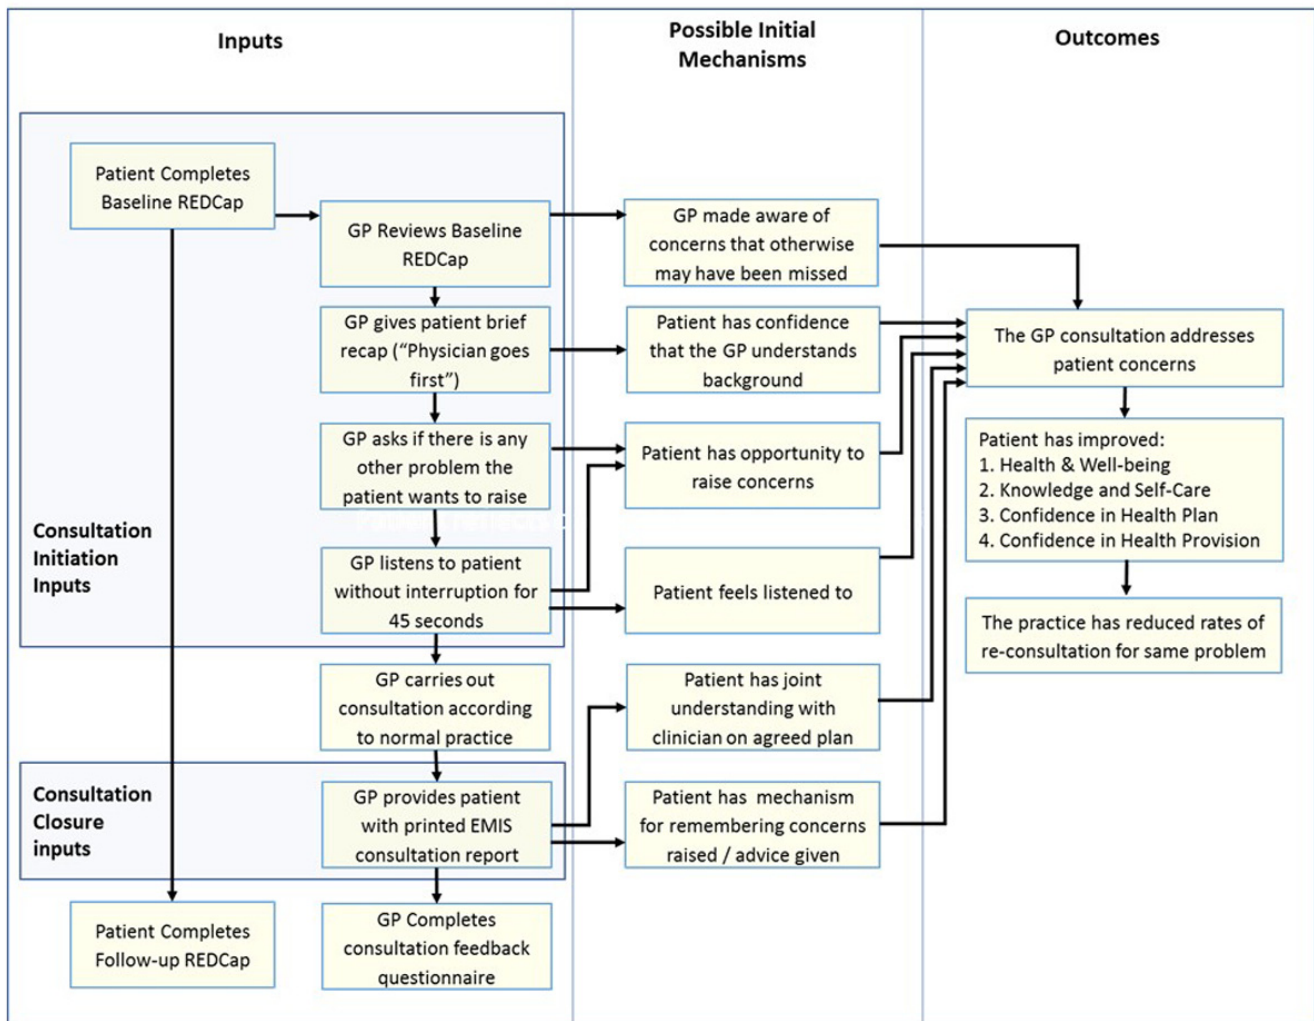 Inputs
Possible Initial
Mechanisms
Outcomes
Patient Completes
Baseline REDCap
GP Reviews Baseline
REDCap
GP gives patient brief
recap (“Physician goes
first”)
GP asks if there is any
other problem the
patient wants to raise
GP listens to patient
without interruption for
45 seconds
Consultation
Initiation
Inputs
GP carries out
consultation according
to normal practice
Consultation
Closure
inputs
GP provides patient
with printed EMIS
consultation report
Patient Completes
Follow-up REDCap
GP Completes
consultation feedback
questionnaire
GP made aware of
concerns that otherwise
may have been missed
Patient has confidence
that the GP understands
background
Patient has opportunity to
raise concerns
Patient feels listened to
Patient has joint
understanding with
clinician on agreed plan
Patient has mechanism
for remembering concerns
raised / advice given
The GP consultation addresses
patient concerns
Patient has improved:
1. Health & Well-being
2. Knowledge and Self-Care
3. Confidence in Health Plan
4. Confidence in Health Provision
The practice has reduced rates of
re-consultation for same problem